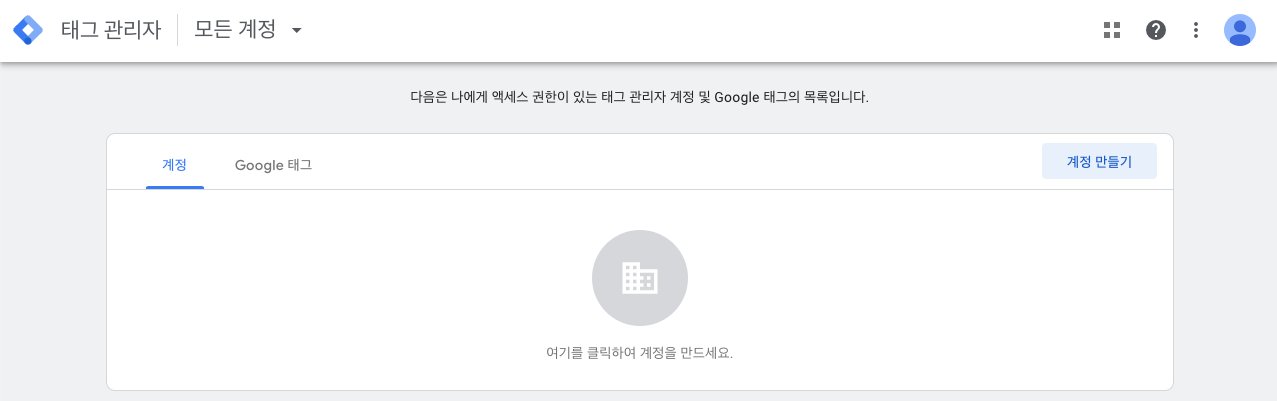 태그 관리자 모든 계정
다음은 나에게 액세스 권한이 있는 태그 관리자 계정 및 Google 태그의 목록입니다.
계정 Google 태그 계정 만들기
여기를 클릭하여 계정을 만드세요.